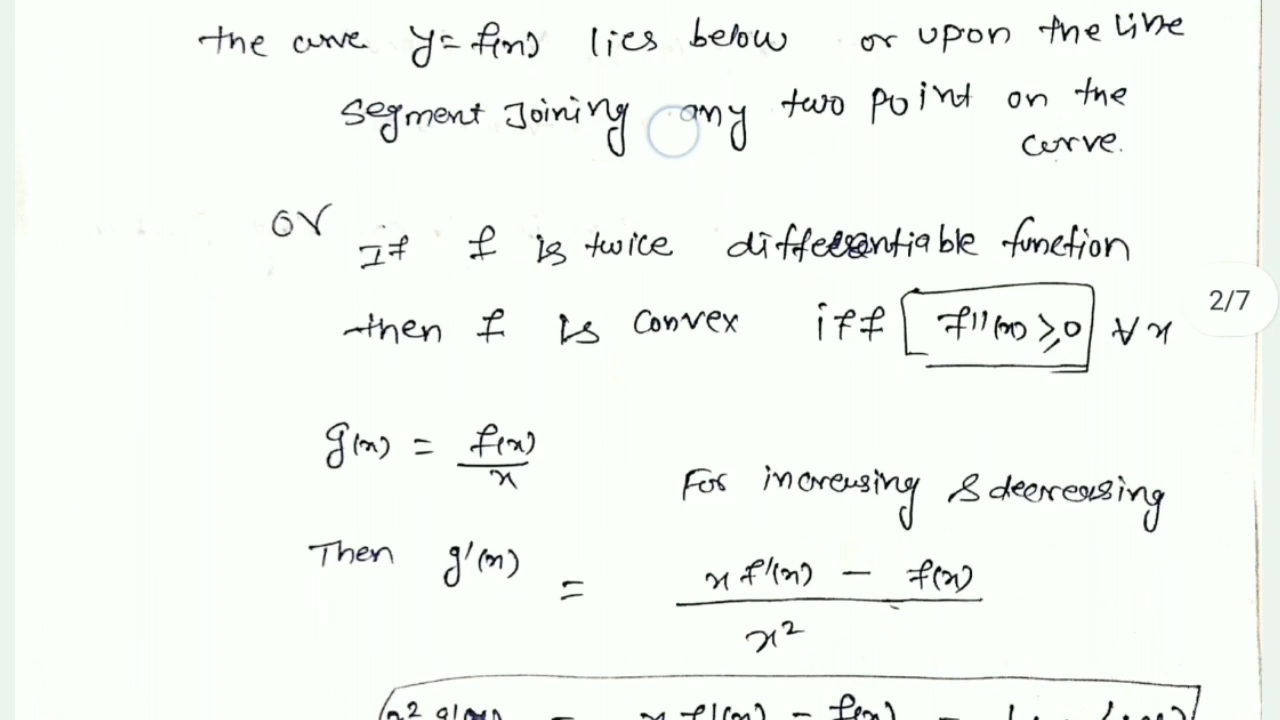 the curve y = f(x) lies below or upon the line
segment Joining any two point on the
curve.
or
If f is twice differentiable function
then f is convex iff f''(x) ⩾ 0 ∀ x
2/7
g(x) = f(x)/x
For increasing & decreasing
Then g'(x) = (x f'(x) - f(x))/x²